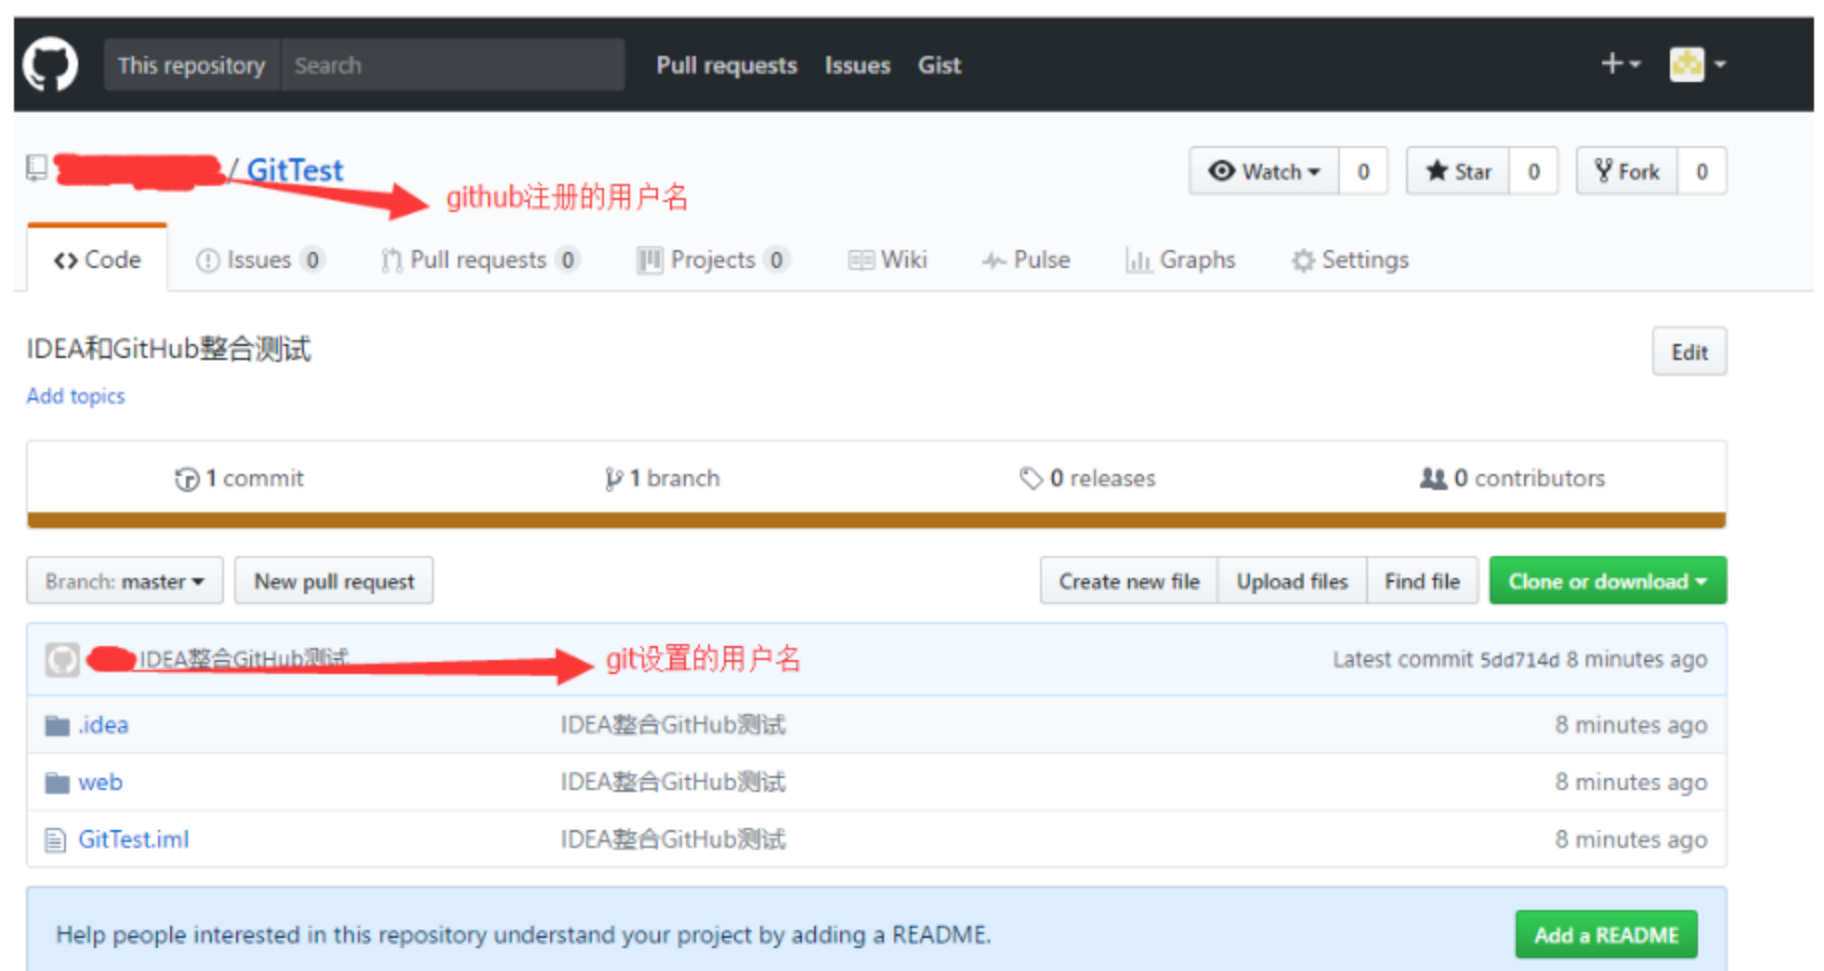 This repository Search Pull requests Issues Gist
/ GitTest Watch 0 Star 0 Fork 0
github注册的用户名
Code Issues 0 Pull requests 0 Projects 0 Wiki Pulse Graphs Settings
IDEA和GitHub整合测试 Edit
Add topics
1 commit 1 branch 0 releases 0 contributors
Branch: master New pull request Create new file Upload files Find file Clone or download
IDEA整合GitHub测试 git设置的用户名 Latest commit 5dd714d 8 minutes ago
.idea IDEA整合GitHub测试 8 minutes ago
web IDEA整合GitHub测试 8 minutes ago
GitTest.iml IDEA整合GitHub测试 8 minutes ago
Help people interested in this repository understand your project by adding a README. Add a README